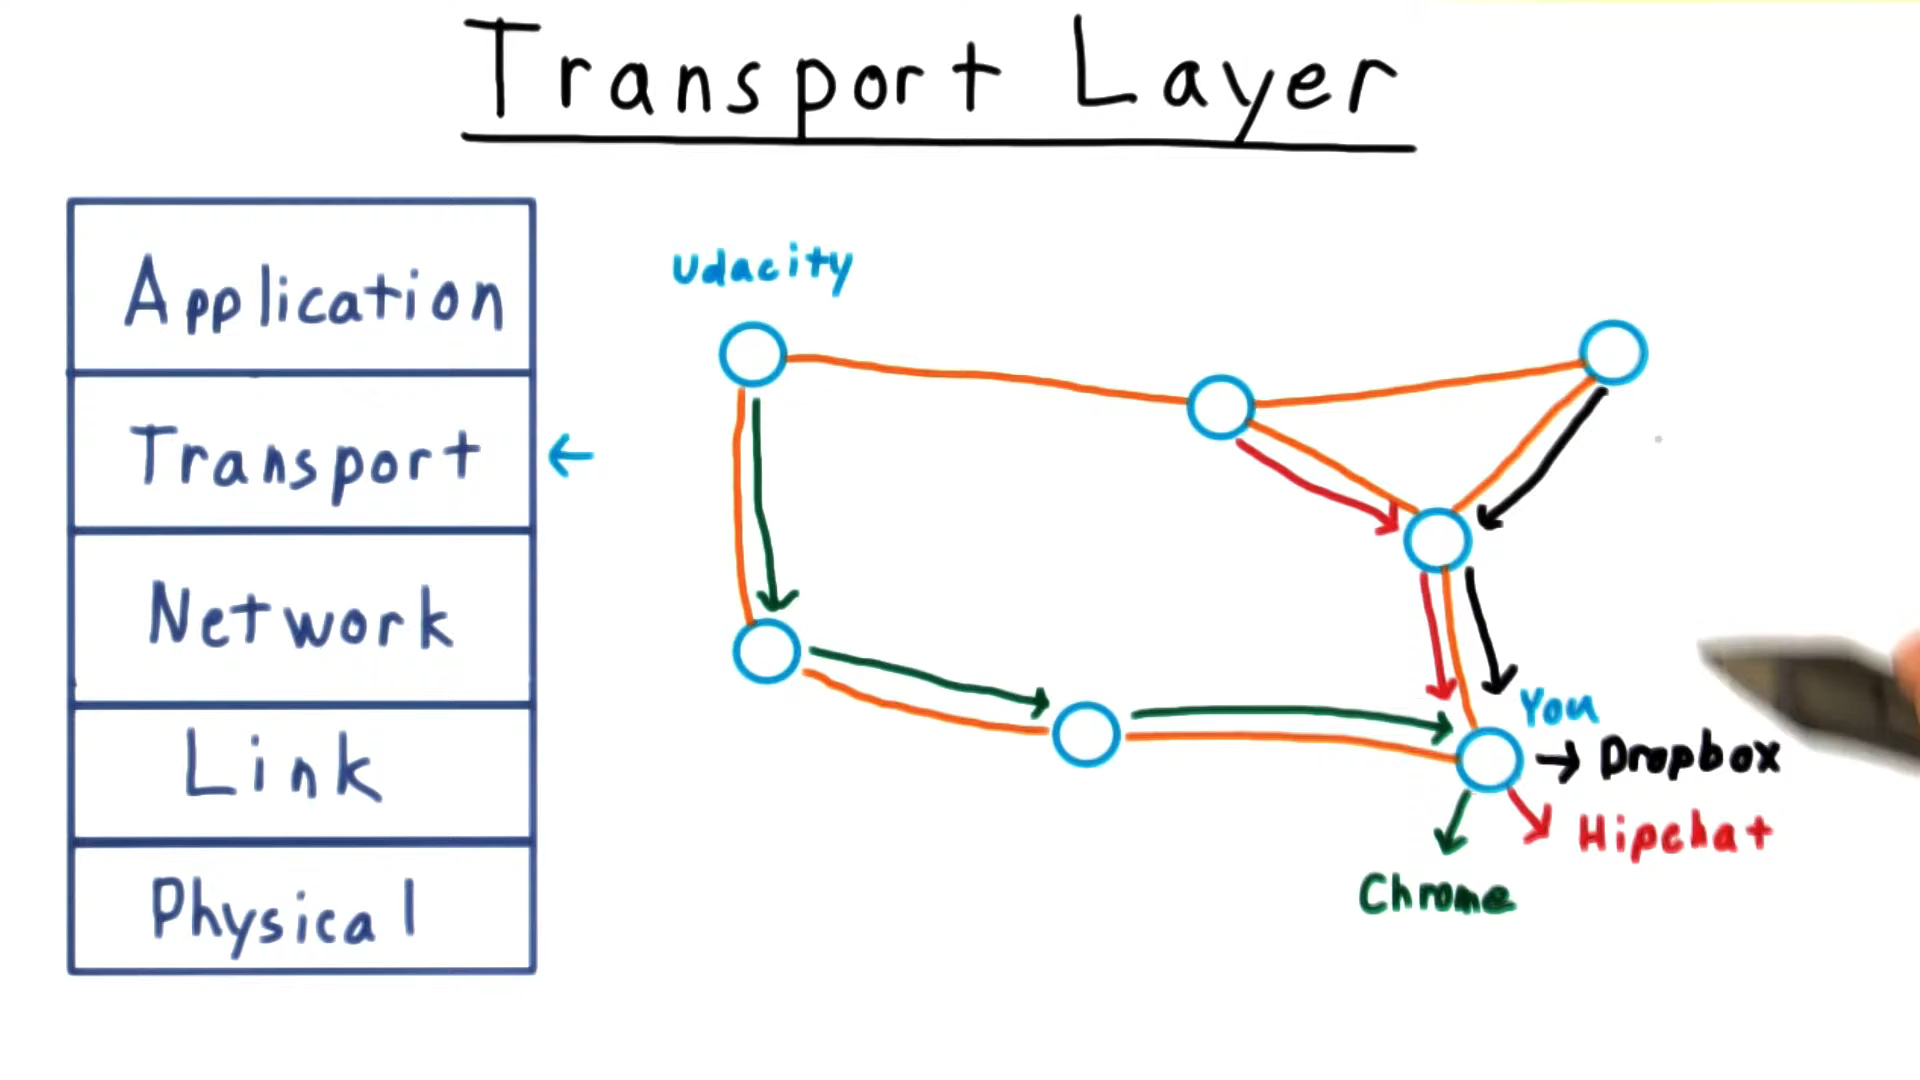 Transport Layer
Application
Transport
Network
Link
Physical
Udacity
You
Dropbox
Hipchat
Chrome